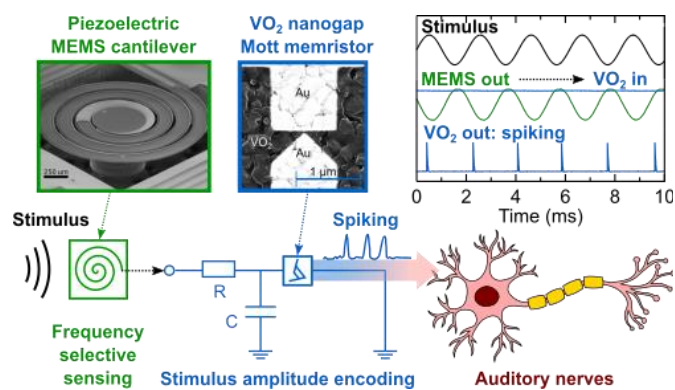 Piezoelectric
MEMS cantilever
VO₂ nanogap
Mott memristor
250 um
Au
VO₂
Au
1 µm
Stimulus
MEMS out
VO₂ in
VO₂ out: spiking
0 2 4 6 8 10
Time (ms)
Stimulus
Spiking
R
C
Frequency
selective
sensing
Stimulus amplitude encoding
Auditory nerves